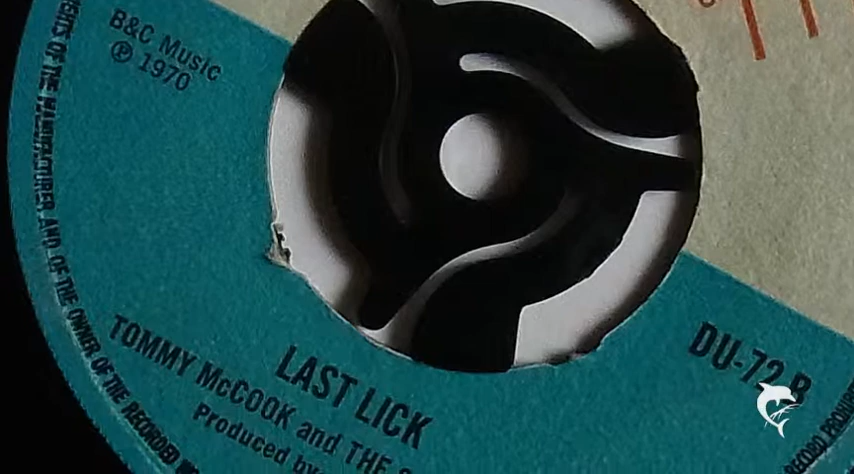 B&C Music
℗ 1970
OF THE MANUFACTURER AND OF THE OWNER OF THE RECORDED
DU-72 B
LAST LICK
TOMMY McCOOK and THE
Produced by